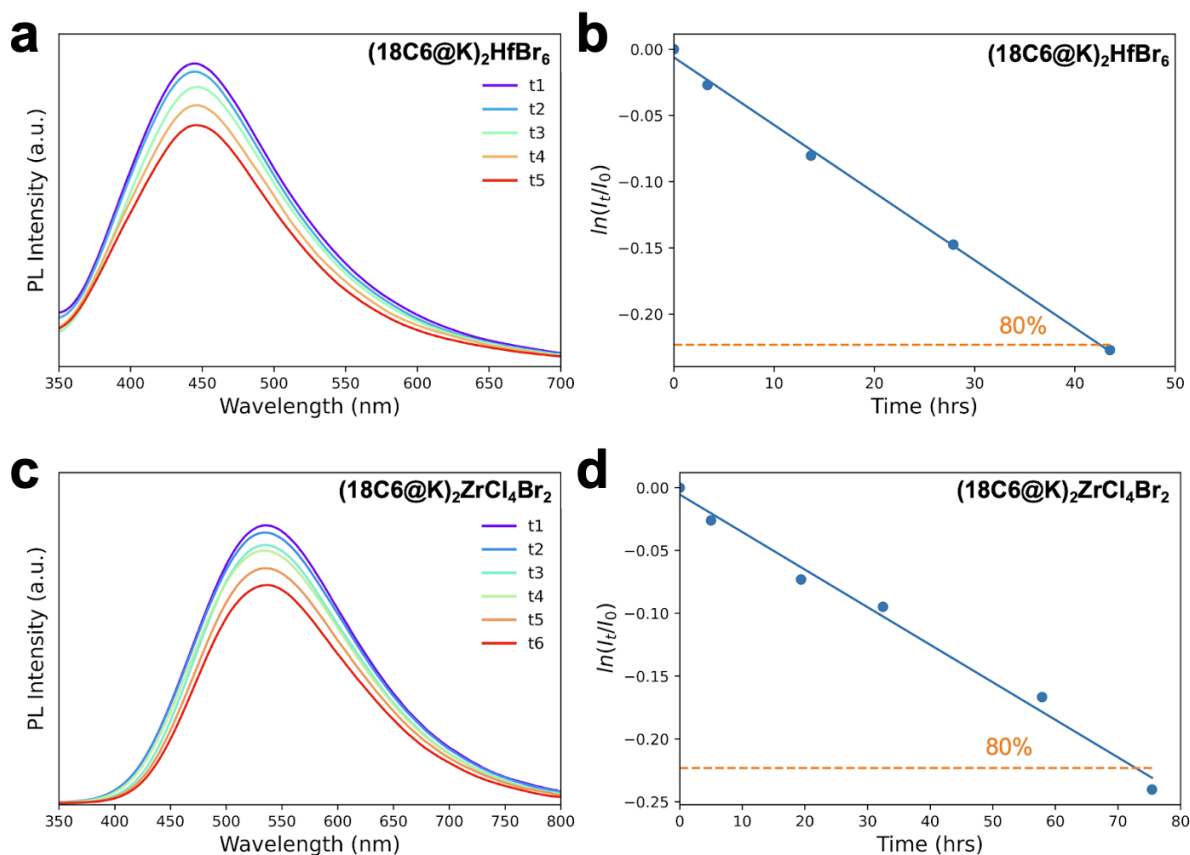 a
(18C6@K)₂HfBr₆
t1
t2
t3
t4
t5
PL Intensity (a.u.)
350 400 450 500 550 600 650 700
Wavelength (nm)
b
(18C6@K)₂HfBr₆
0.00
−0.05
−0.10
−0.15
−0.20
ln(Iₜ/I₀)
80%
0 10 20 30 40 50
Time (hrs)
c
(18C6@K)₂ZrCl₄Br₂
t1
t2
t3
t4
t5
t6
PL Intensity (a.u.)
350 400 450 500 550 600 650 700 750 800
Wavelength (nm)
d
(18C6@K)₂ZrCl₄Br₂
0.00
−0.05
−0.10
−0.15
−0.20
−0.25
ln(Iₜ/I₀)
80%
0 10 20 30 40 50 60 70 80
Time (hrs)